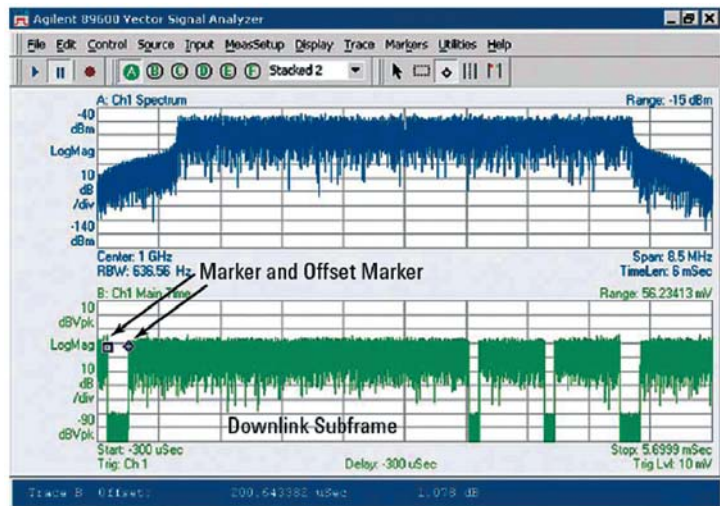 Agilent 89600 Vector Signal Analyzer
File Edit Control Source Input MeasSetup Display Trace Markers Utilities Help
A B C D E F Stacked 2
A: Ch1 Spectrum Range: -15 dBm
-40
dBm
LogMag
10
dB
/div
-140
dBm
Center: 1 GHz Span: 8.5 MHz
RBW: 636.56 Hz TimeLen: 6 mSec
Marker and Offset Marker
B: Ch1 Main Time Range: 56.23413 mV
10
dBVpk
LogMag
10
dB
/div
-90
dBVpk
Downlink Subframe
Start: -300 uSec Stop: 5.6999 mSec
Trig: Ch 1 Delay: -300 uSec Trig Lvl: 10 mV
Trace B Offset: 200.643382 uSec 1.078 dB